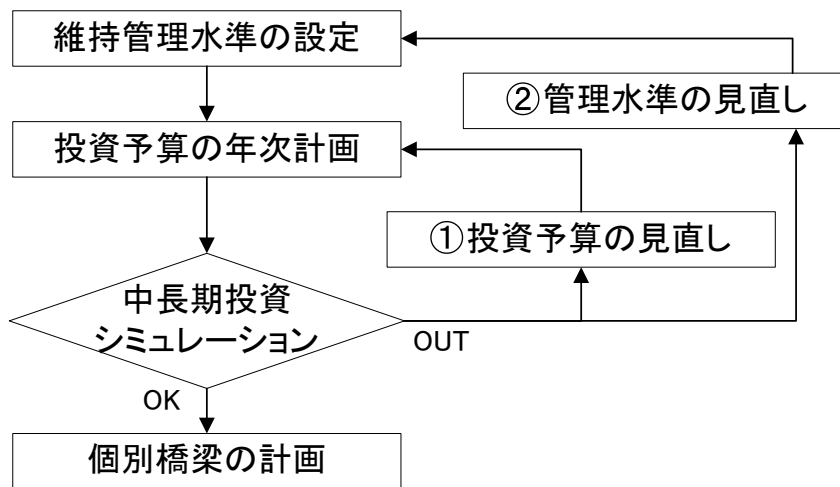 維持管理水準の設定
②管理水準の見直し
投資予算の年次計画
①投資予算の見直し
中長期投資
シミュレーション
OUT
OK
個別橋梁の計画